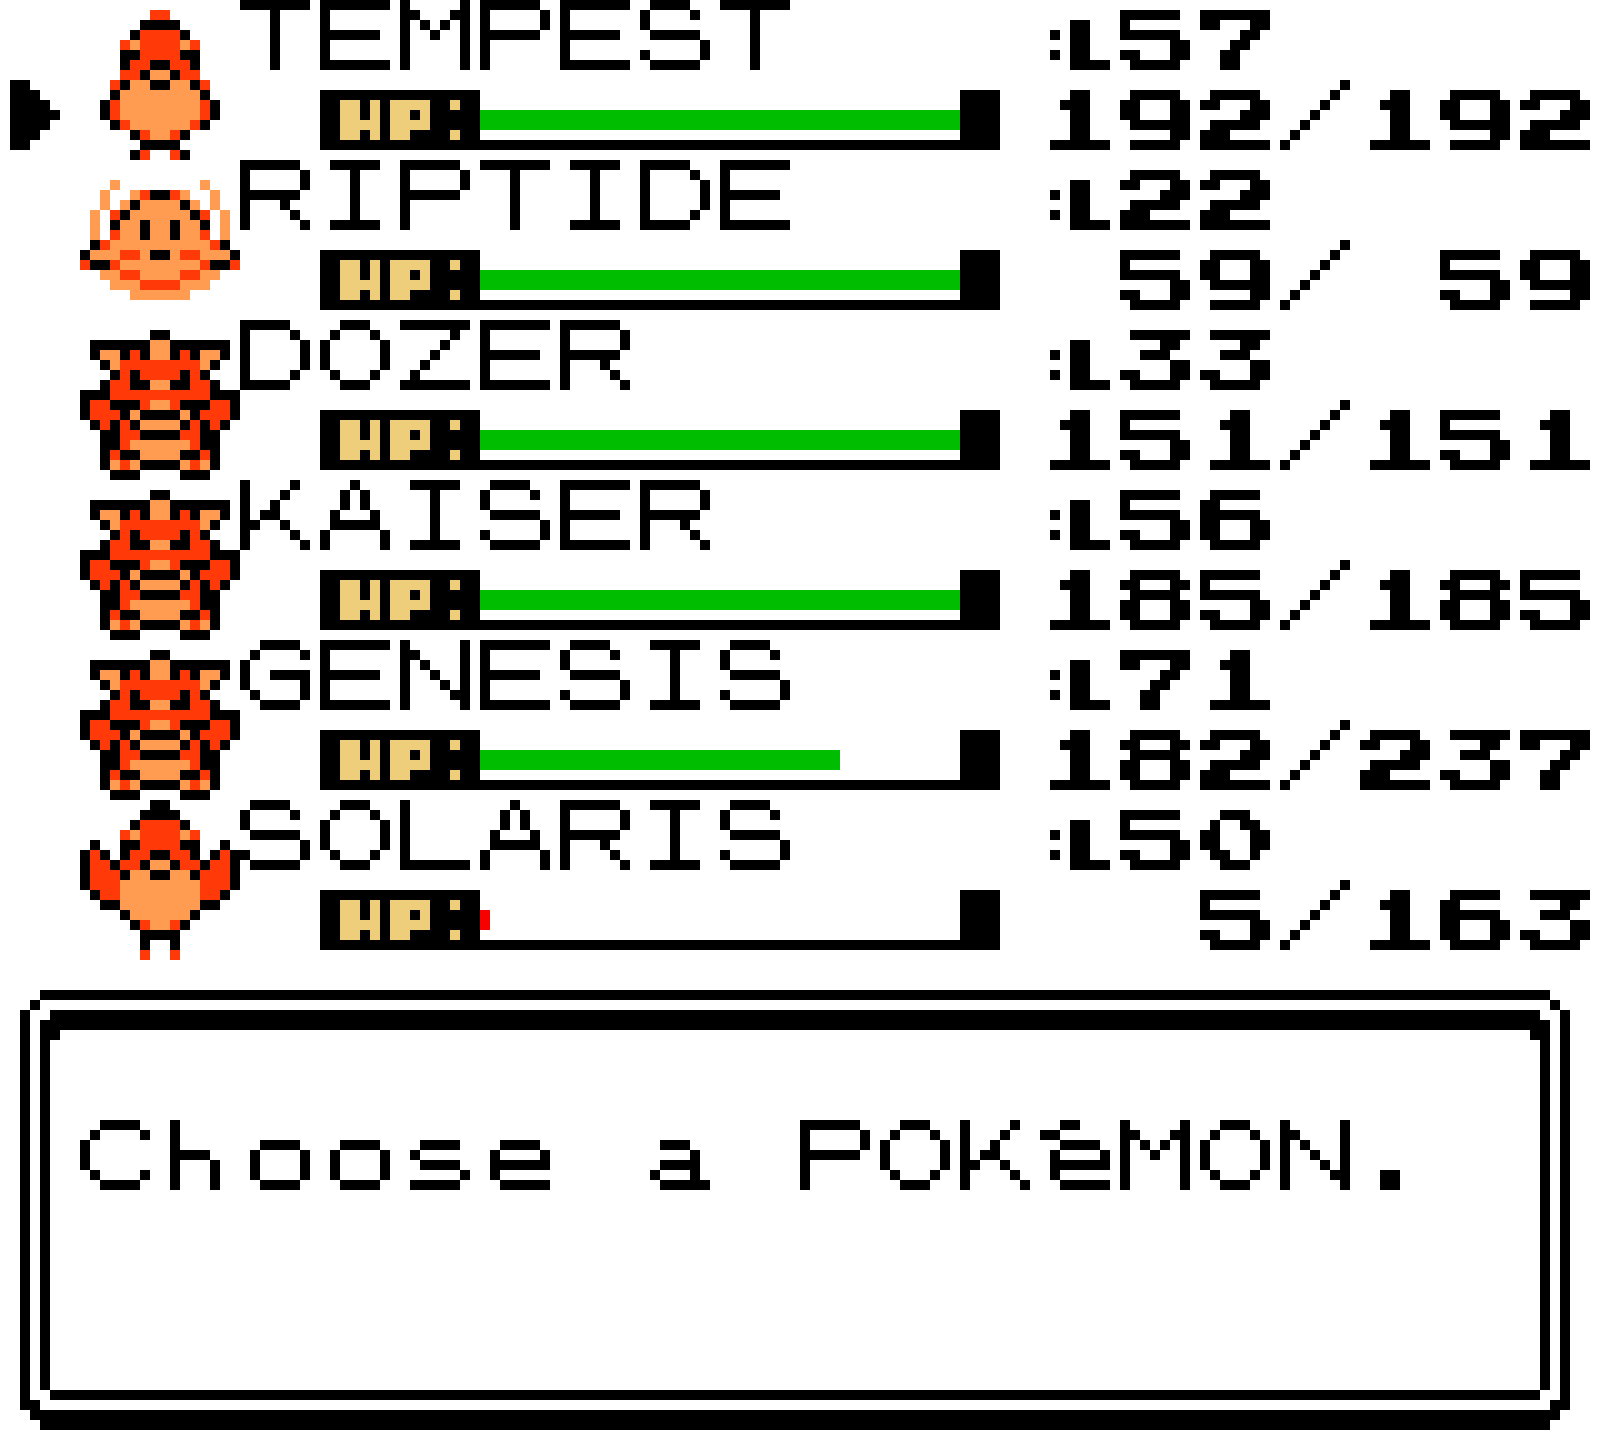 TEMPEST :L57
HP: 192/192
RIPTIDE :L22
HP: 59/ 59
DOZER :L33
HP: 151/151
KAISER :L56
HP: 185/185
GENESIS :L71
HP: 182/237
SOLARIS :L50
HP: 5/163
Choose a POKéMON.